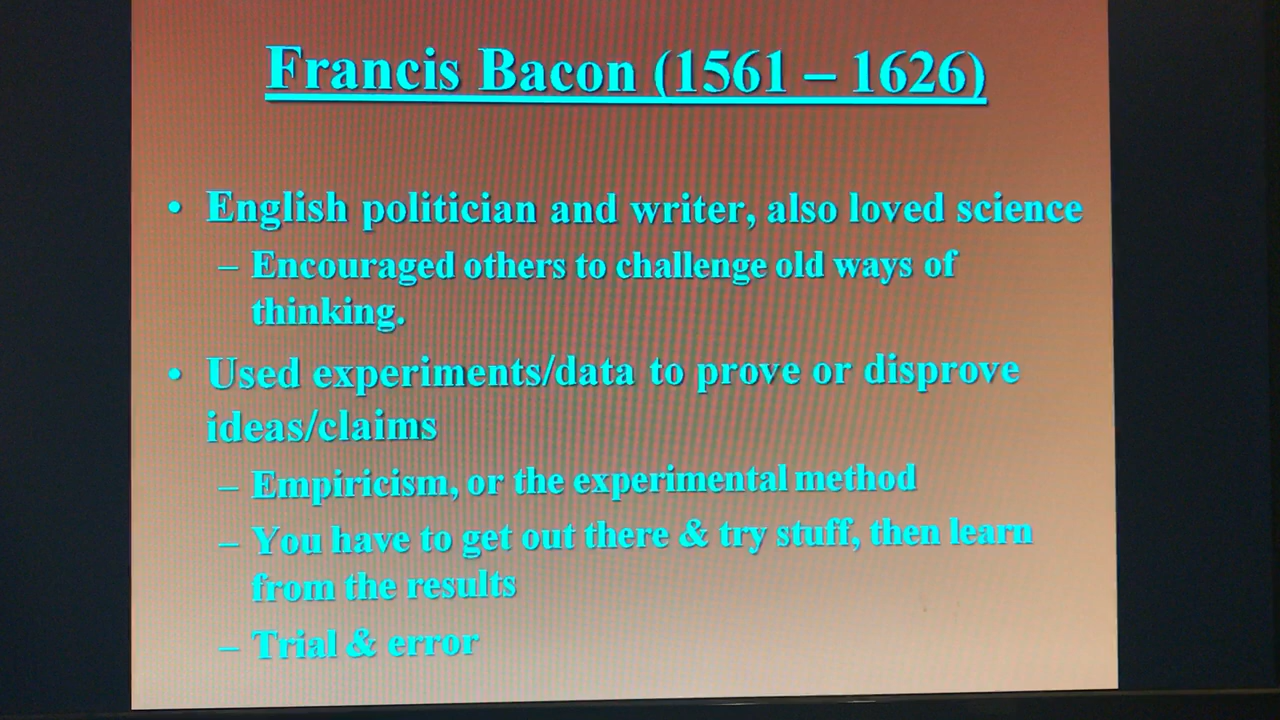 Francis Bacon (1561 – 1626)
• English politician and writer, also loved science
– Encouraged others to challenge old ways of
thinking.
• Used experiments/data to prove or disprove
ideas/claims
– Empiricism, or the experimental method
– You have to get out there & try stuff, then learn
from the results
– Trial & error